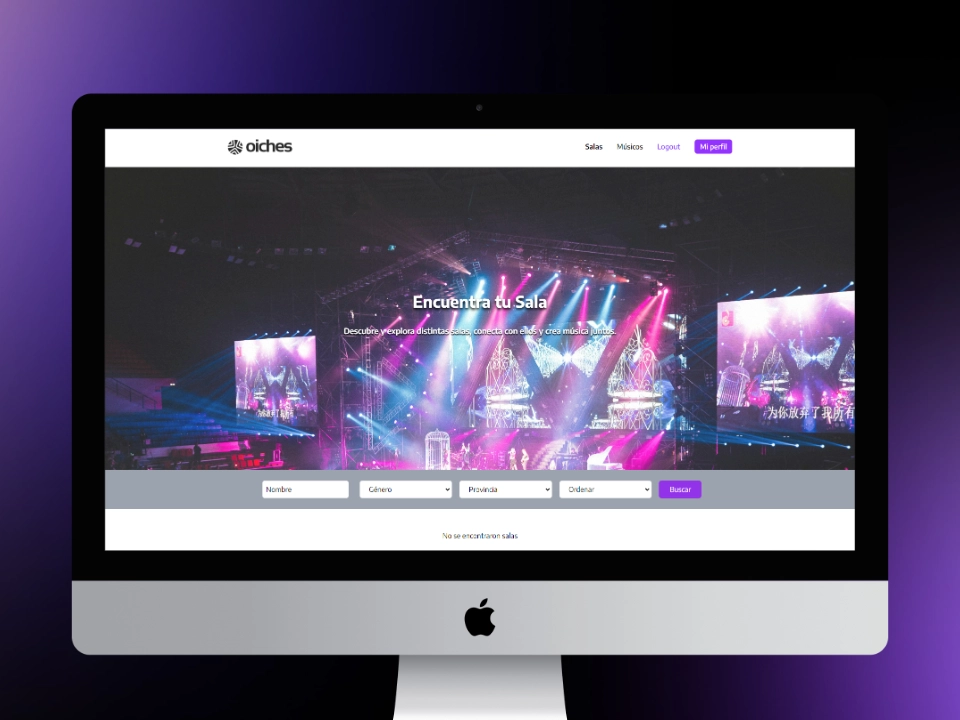 oiches
Salas Músicos Logout Mi perfil
Encuentra tu Sala
Descubre y explora distintas salas, conecta con ellos y crea música juntos.
为你放弃了我所有
Nombre Género Provincia Ordenar Buscar
No se encontraron salas